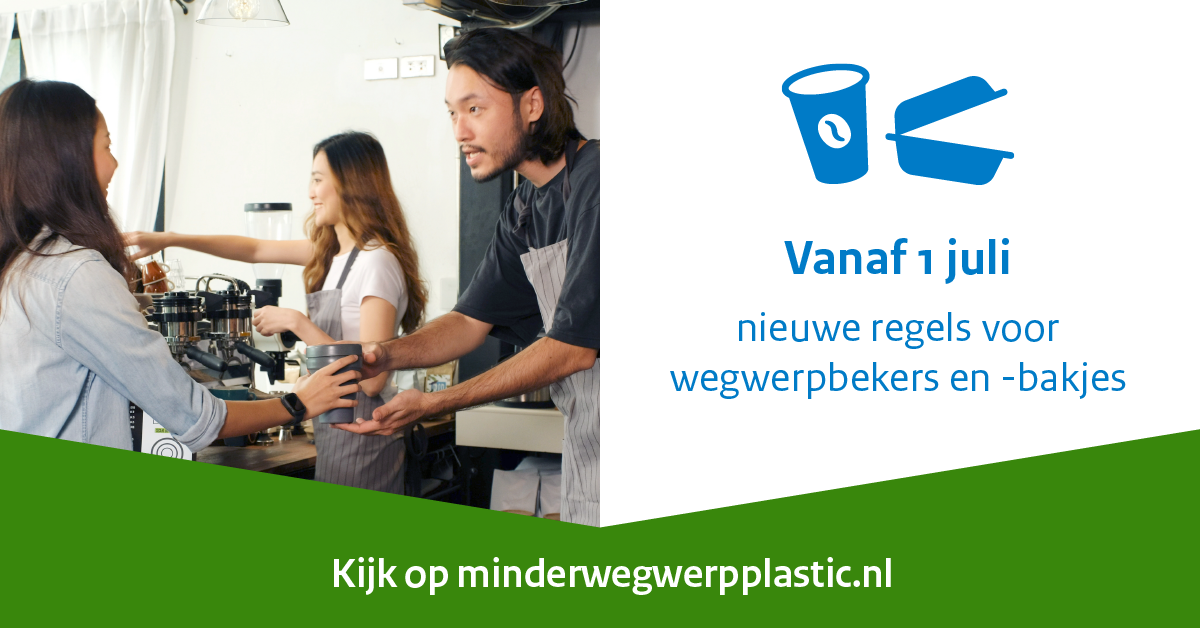 Vanaf 1 juli
nieuwe regels voor
wegwerpbekers en -bakjes
Kijk op minderwegwerpplastic.nl